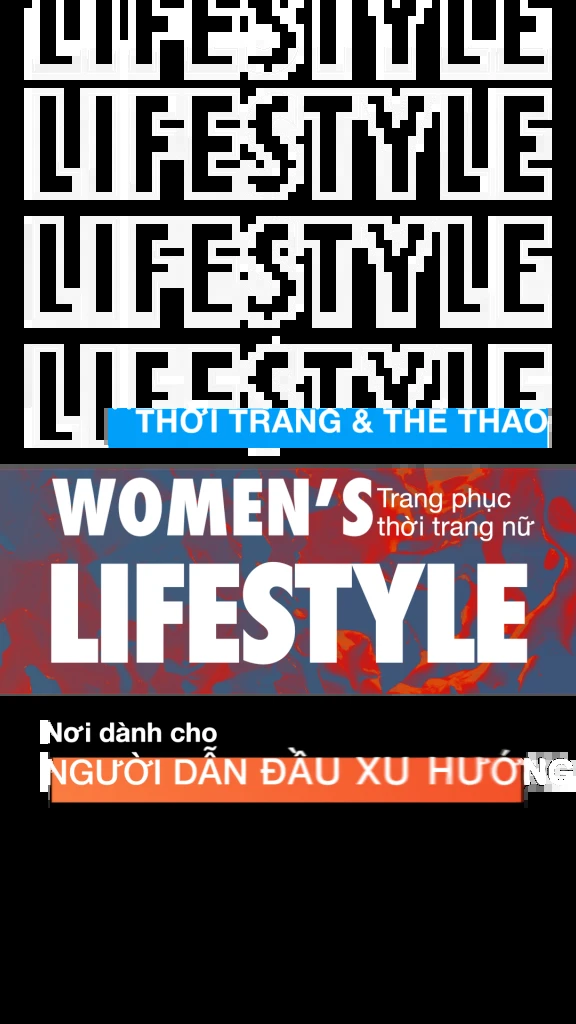 LIFESTYLE
LIFESTYLE
LIFESTYLE
LIFESTYLE
THỜI TRANG & THỂ THAO
WOMEN'S
Trang phục
thời trang nữ
LIFESTYLE
Nơi dành cho
NGƯỜI DẪN ĐẦU XU HƯỚNG